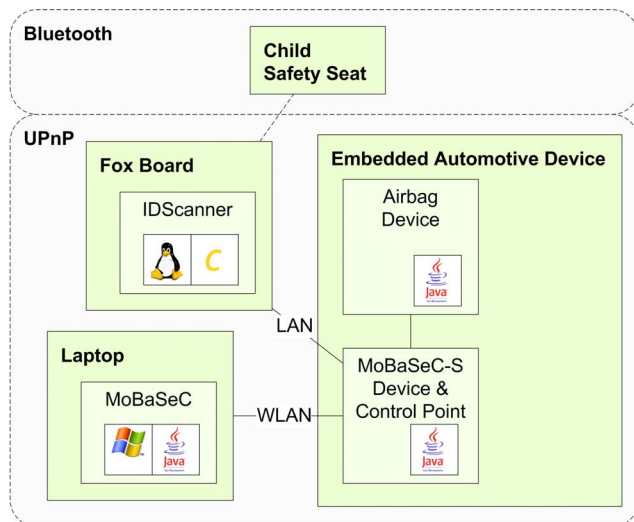 Bluetooth
Child
Safety Seat
UPnP
Fox Board
IDScanner
C
Embedded Automotive Device
Airbag
Device
Java
LAN
Laptop
MoBaSeC
Java
WLAN
MoBaSeC-S
Device &
Control Point
Java